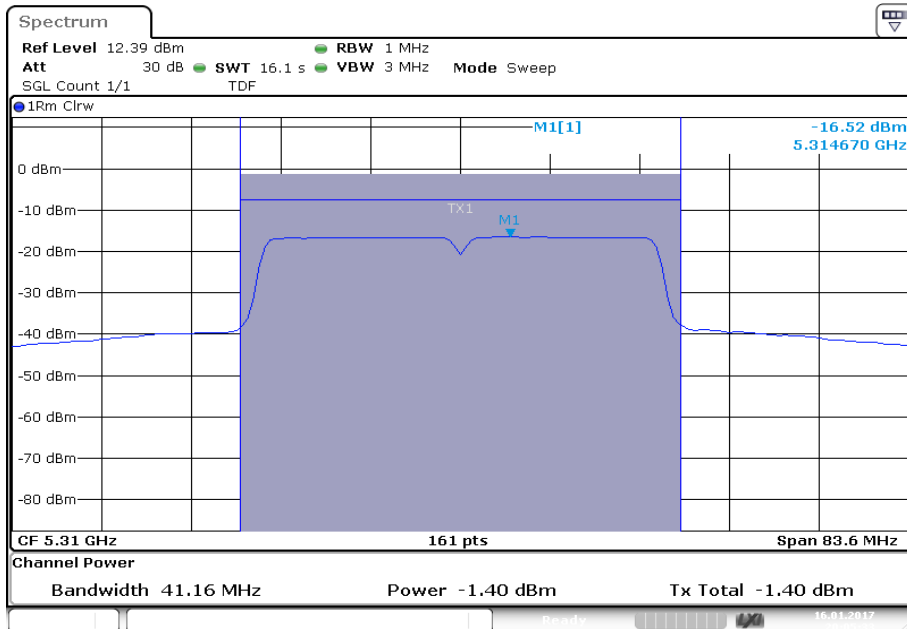 Spectrum
Ref Level 12.39 dBm RBW 1 MHz
Att 30 dB SWT 16.1 s VBW 3 MHz Mode Sweep
SGL Count 1/1 TDF
1Rm Clrw
M1[1] -16.52 dBm
5.314670 GHz
0 dBm
-10 dBm
TX1
M1
-20 dBm
-30 dBm
-40 dBm
-50 dBm
-60 dBm
-70 dBm
-80 dBm
CF 5.31 GHz 161 pts Span 83.6 MHz
Channel Power
Bandwidth 41.16 MHz Power -1.40 dBm Tx Total -1.40 dBm
Ready LXI 16.01.2017